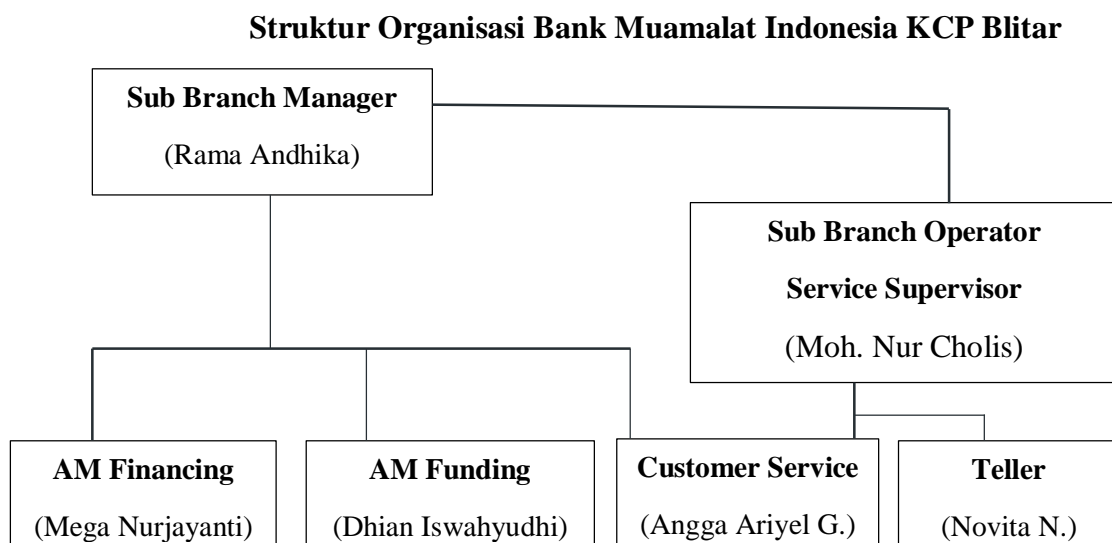 Struktur Organisasi Bank Muamalat Indonesia KCP Blitar
Sub Branch Manager
(Rama Andhika)
Sub Branch Operator
Service Supervisor
(Moh. Nur Cholis)
AM Financing
(Mega Nurjayanti)
AM Funding
(Dhian Iswahyudhi)
Customer Service
(Angga Ariyel G.)
Teller
(Novita N.)